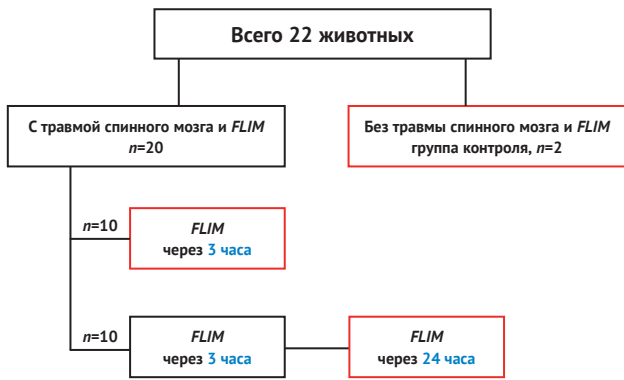 Всего 22 животных
С травмой спинного мозга и FLIM
n=20
Без травмы спинного мозга и FLIM
группа контроля, n=2
n=10
FLIM
через 3 часа
n=10
FLIM
через 3 часа
FLIM
через 24 часа